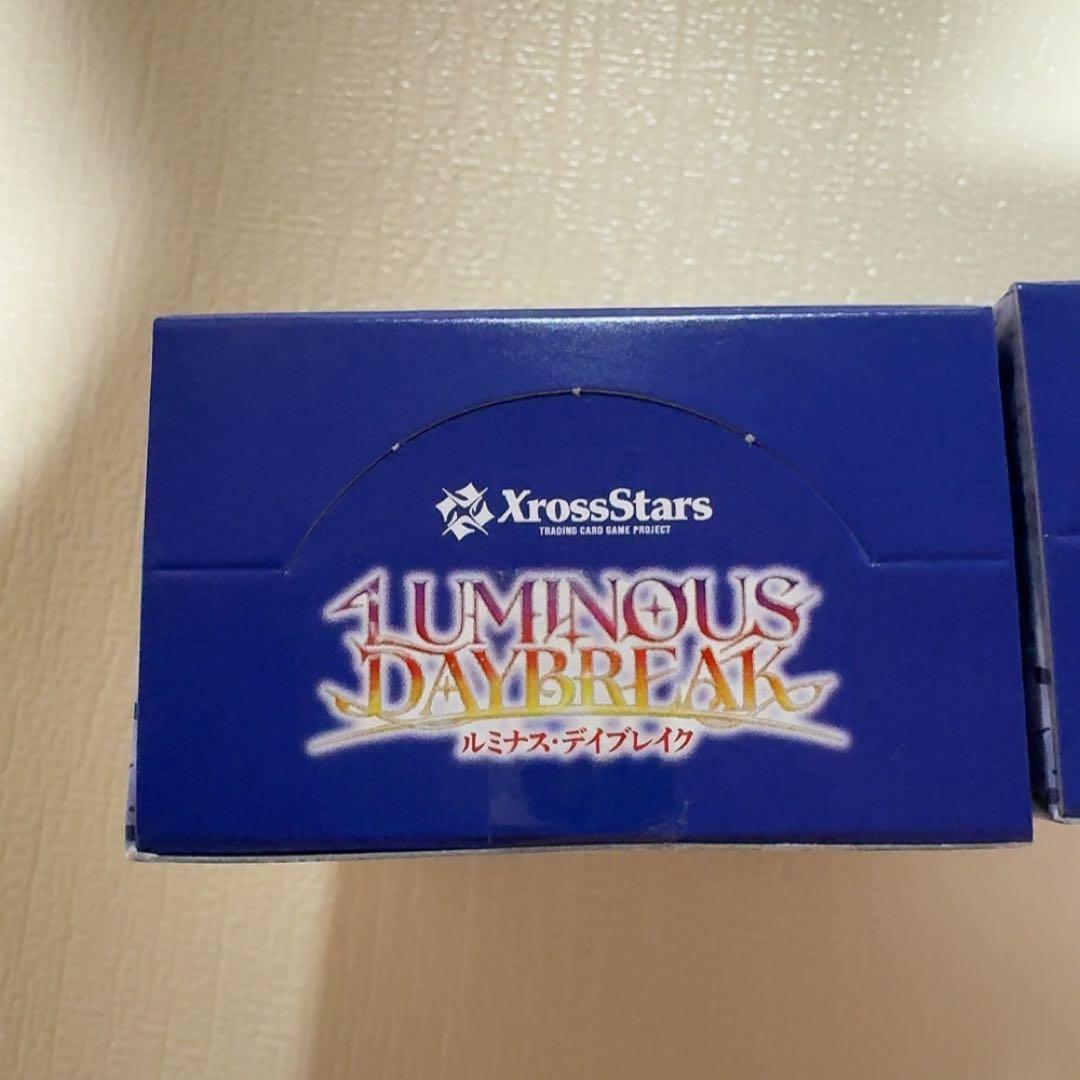 XrossStars
TRADING CARD GAME PROJECT
LUMINOUS
DAYBREAK
ルミナス・デイブレイク